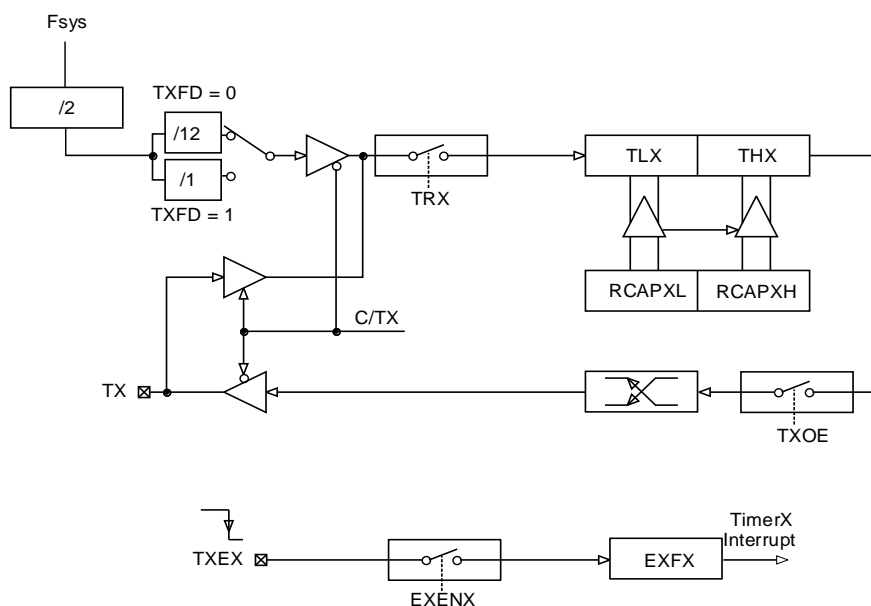 Fsys
/2
TXFD = 0
/12
/1
TXFD = 1
TRX
TLX
THX
RCAPXL
RCAPXH
C/TX
TX
TXOE
TXEX
EXENX
EXFX
TimerX
Interrupt